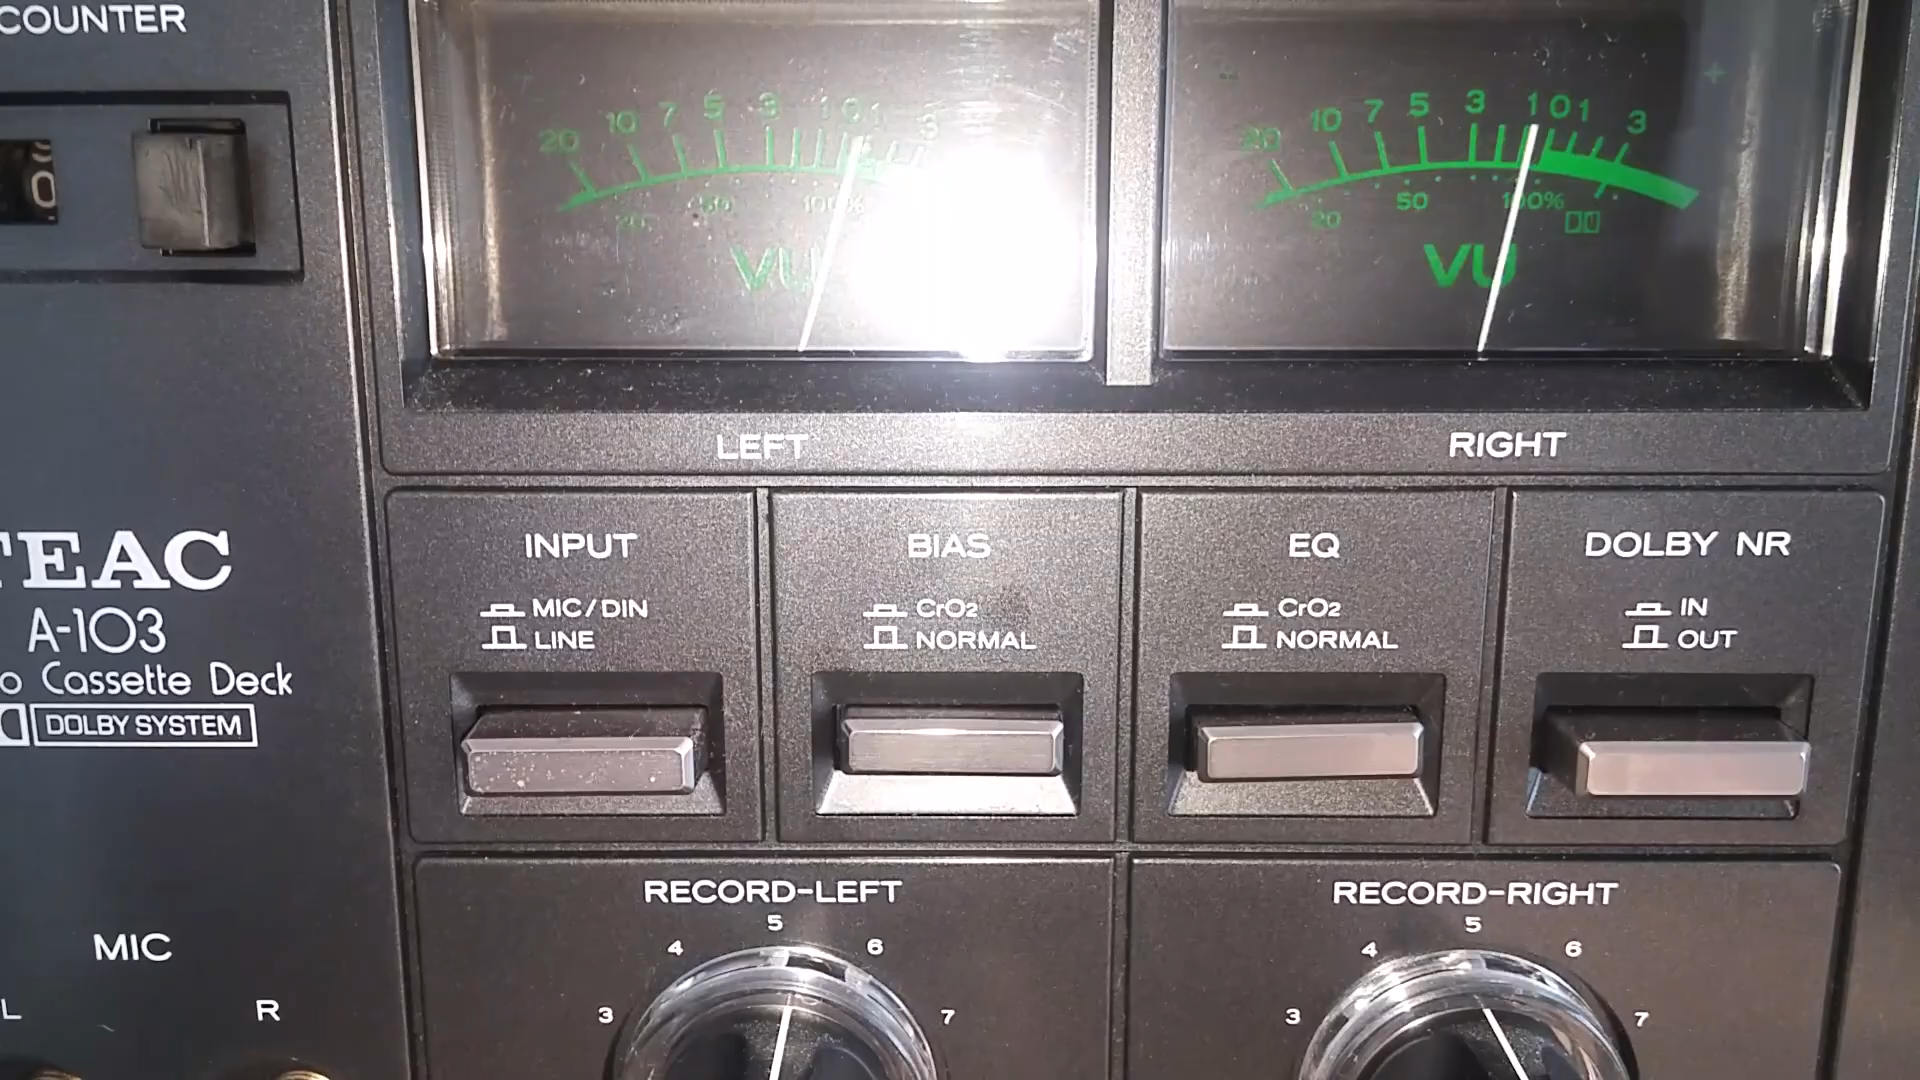 COUNTER
0
20 10 7 5 3 1 0 1 3
20 50 100%
VU
20 10 7 5 3 1 0 1 3 +
20 50 100%
VU
LEFT
RIGHT
TEAC
A-103
o Cassette Deck
DOLBY SYSTEM
INPUT
MIC/DIN
LINE
BIAS
CrO2
NORMAL
EQ
CrO2
NORMAL
DOLBY NR
IN
OUT
MIC
L
R
RECORD-LEFT
3 4 5 6 7
RECORD-RIGHT
3 4 5 6 7